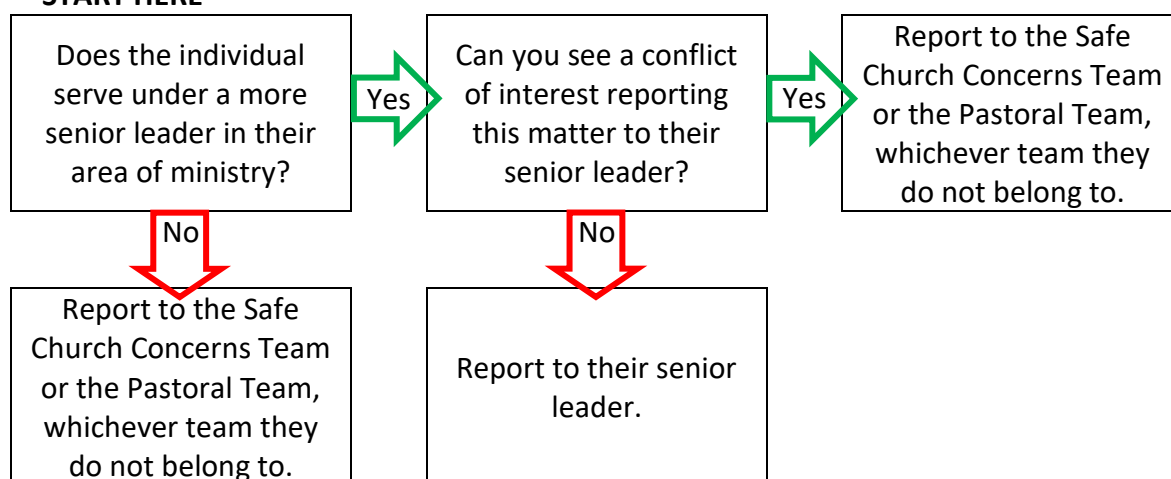 START HERE
Does the individual
serve under a more
senior leader in their
area of ministry?
Yes
Can you see a conflict
of interest reporting
this matter to their
senior leader?
Yes
Report to the Safe
Church Concerns Team
or the Pastoral Team,
whichever team they
do not belong to.
No
No
Report to the Safe
Church Concerns Team
or the Pastoral Team,
whichever team they
do not belong to.
Report to their senior
leader.